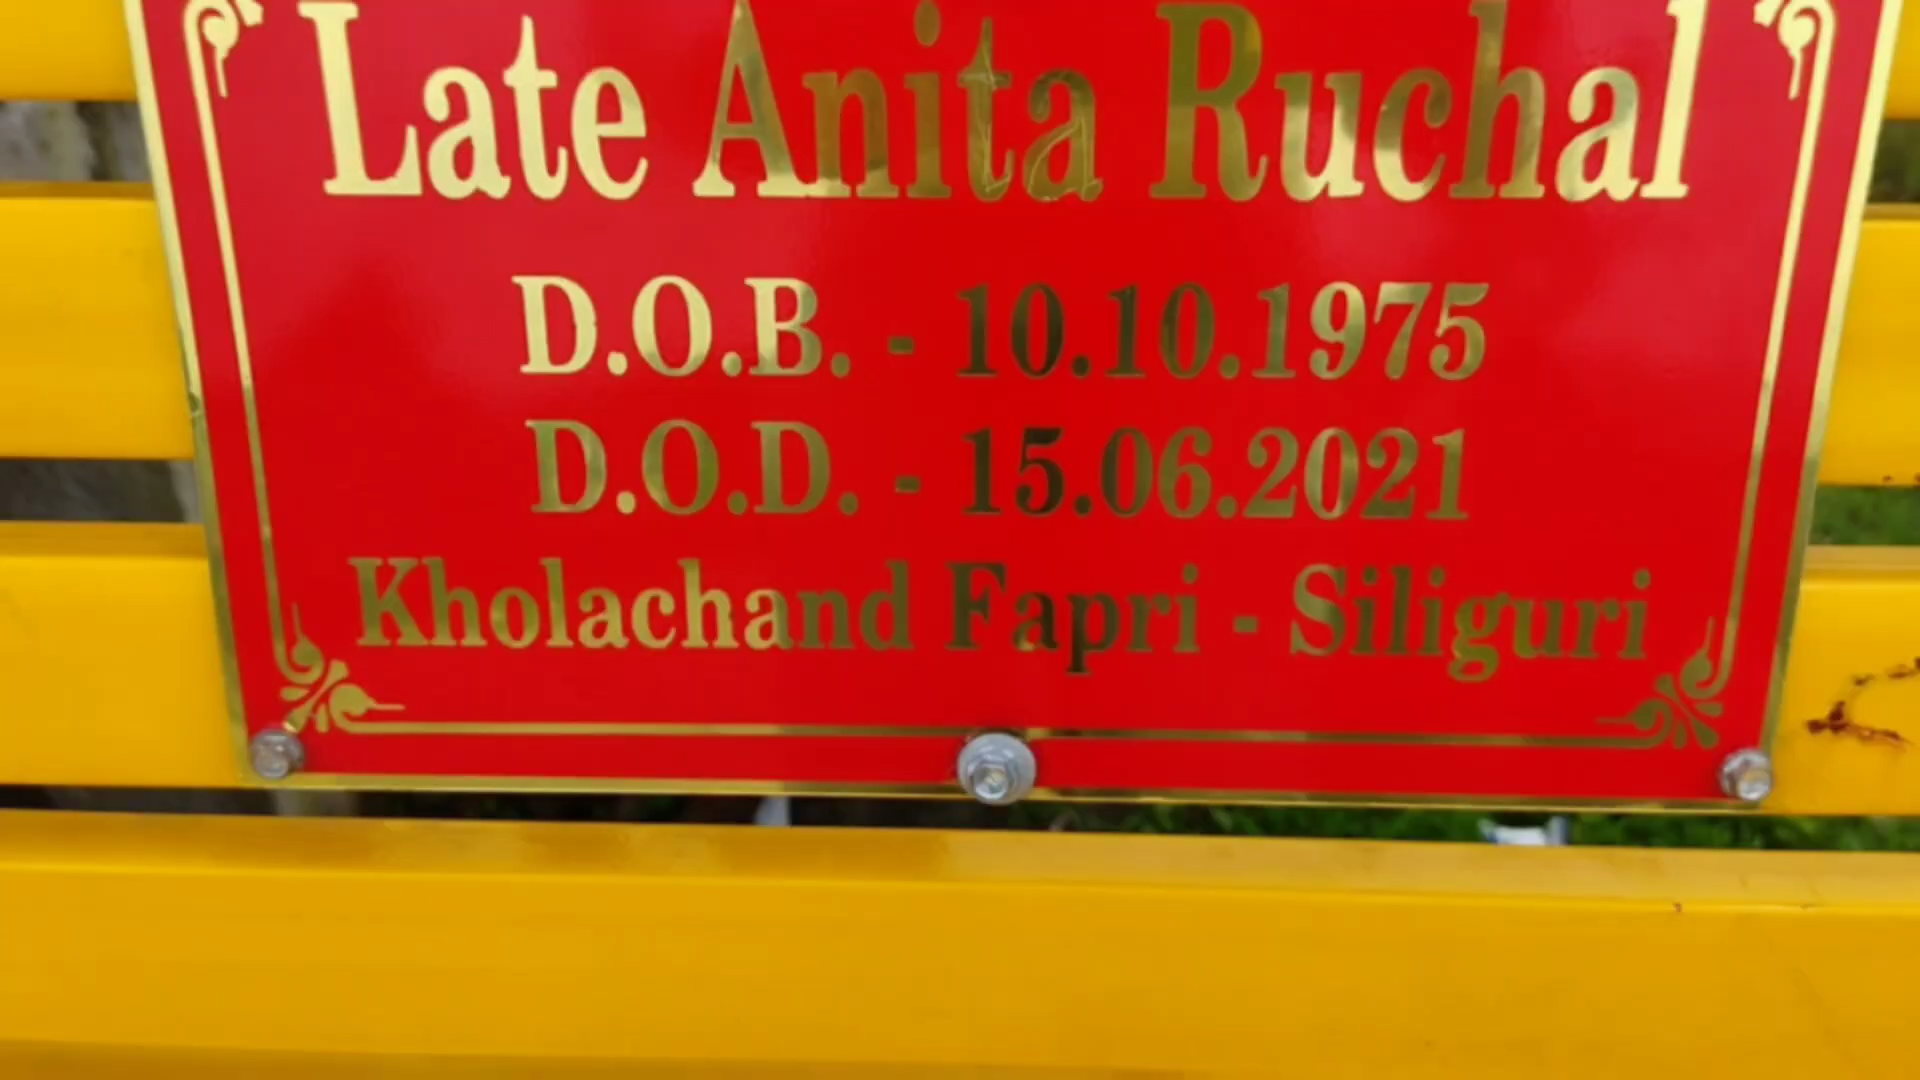 Late Anita Ruchal
D.O.B. - 10.10.1975
D.O.D. - 15.06.2021
Kholachand Fapri - Siliguri